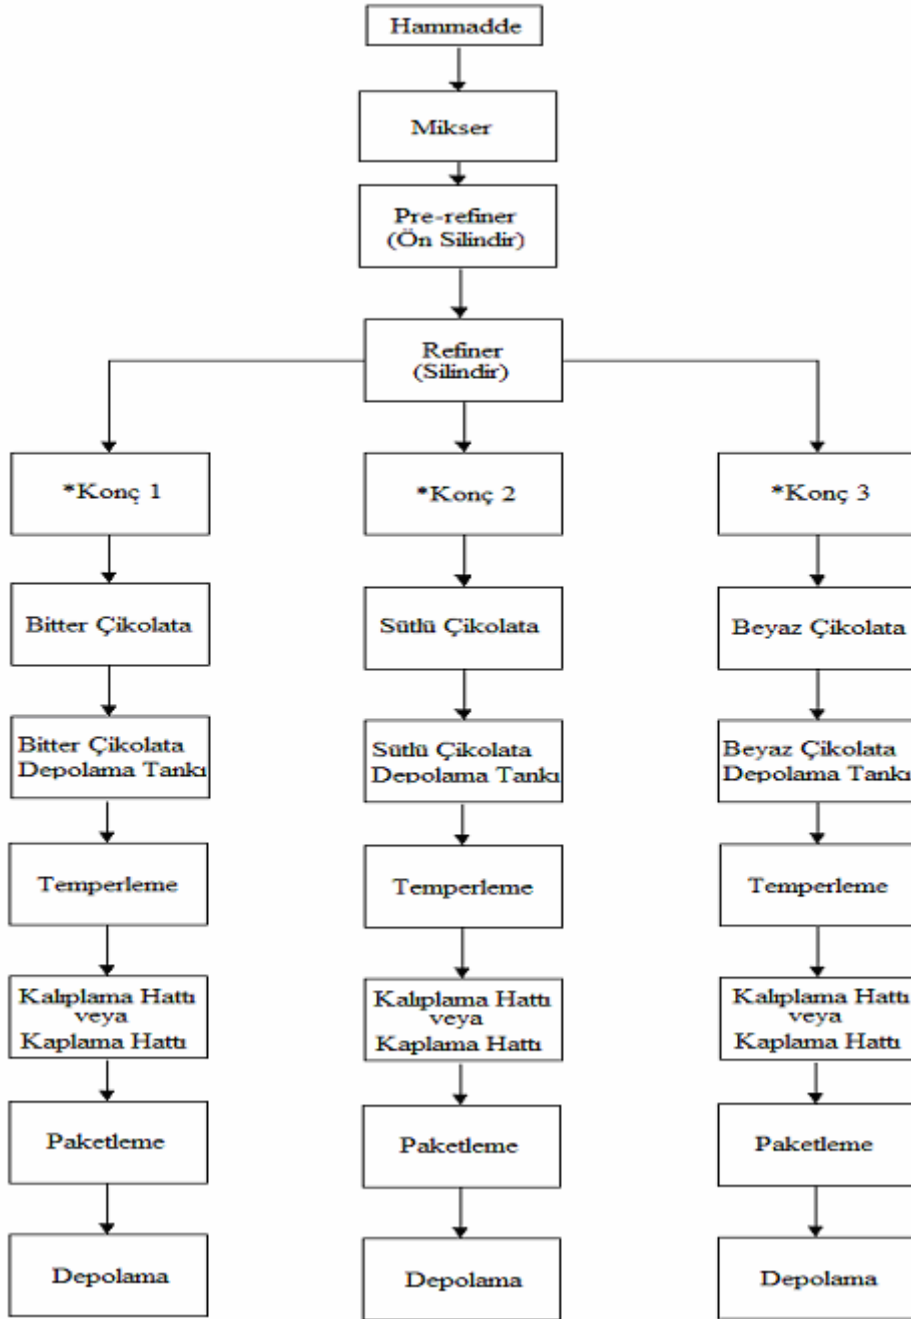 Hammadde
Mikser
Pre-refiner
(Ön Silindir)
Refiner
(Silindir)
*Konç 1
*Konç 2
*Konç 3
Bitter Çikolata
Sütlü Çikolata
Beyaz Çikolata
Bitter Çikolata
Depolama Tankı
Sütlü Çikolata
Depolama Tankı
Beyaz Çikolata
Depolama Tankı
Temperleme
Temperleme
Temperleme
Kalıplama Hattı
veya
Kaplama Hattı
Kalıplama Hattı
veya
Kaplama Hattı
Kalıplama Hattı
veya
Kaplama Hattı
Paketleme
Paketleme
Paketleme
Depolama
Depolama
Depolama